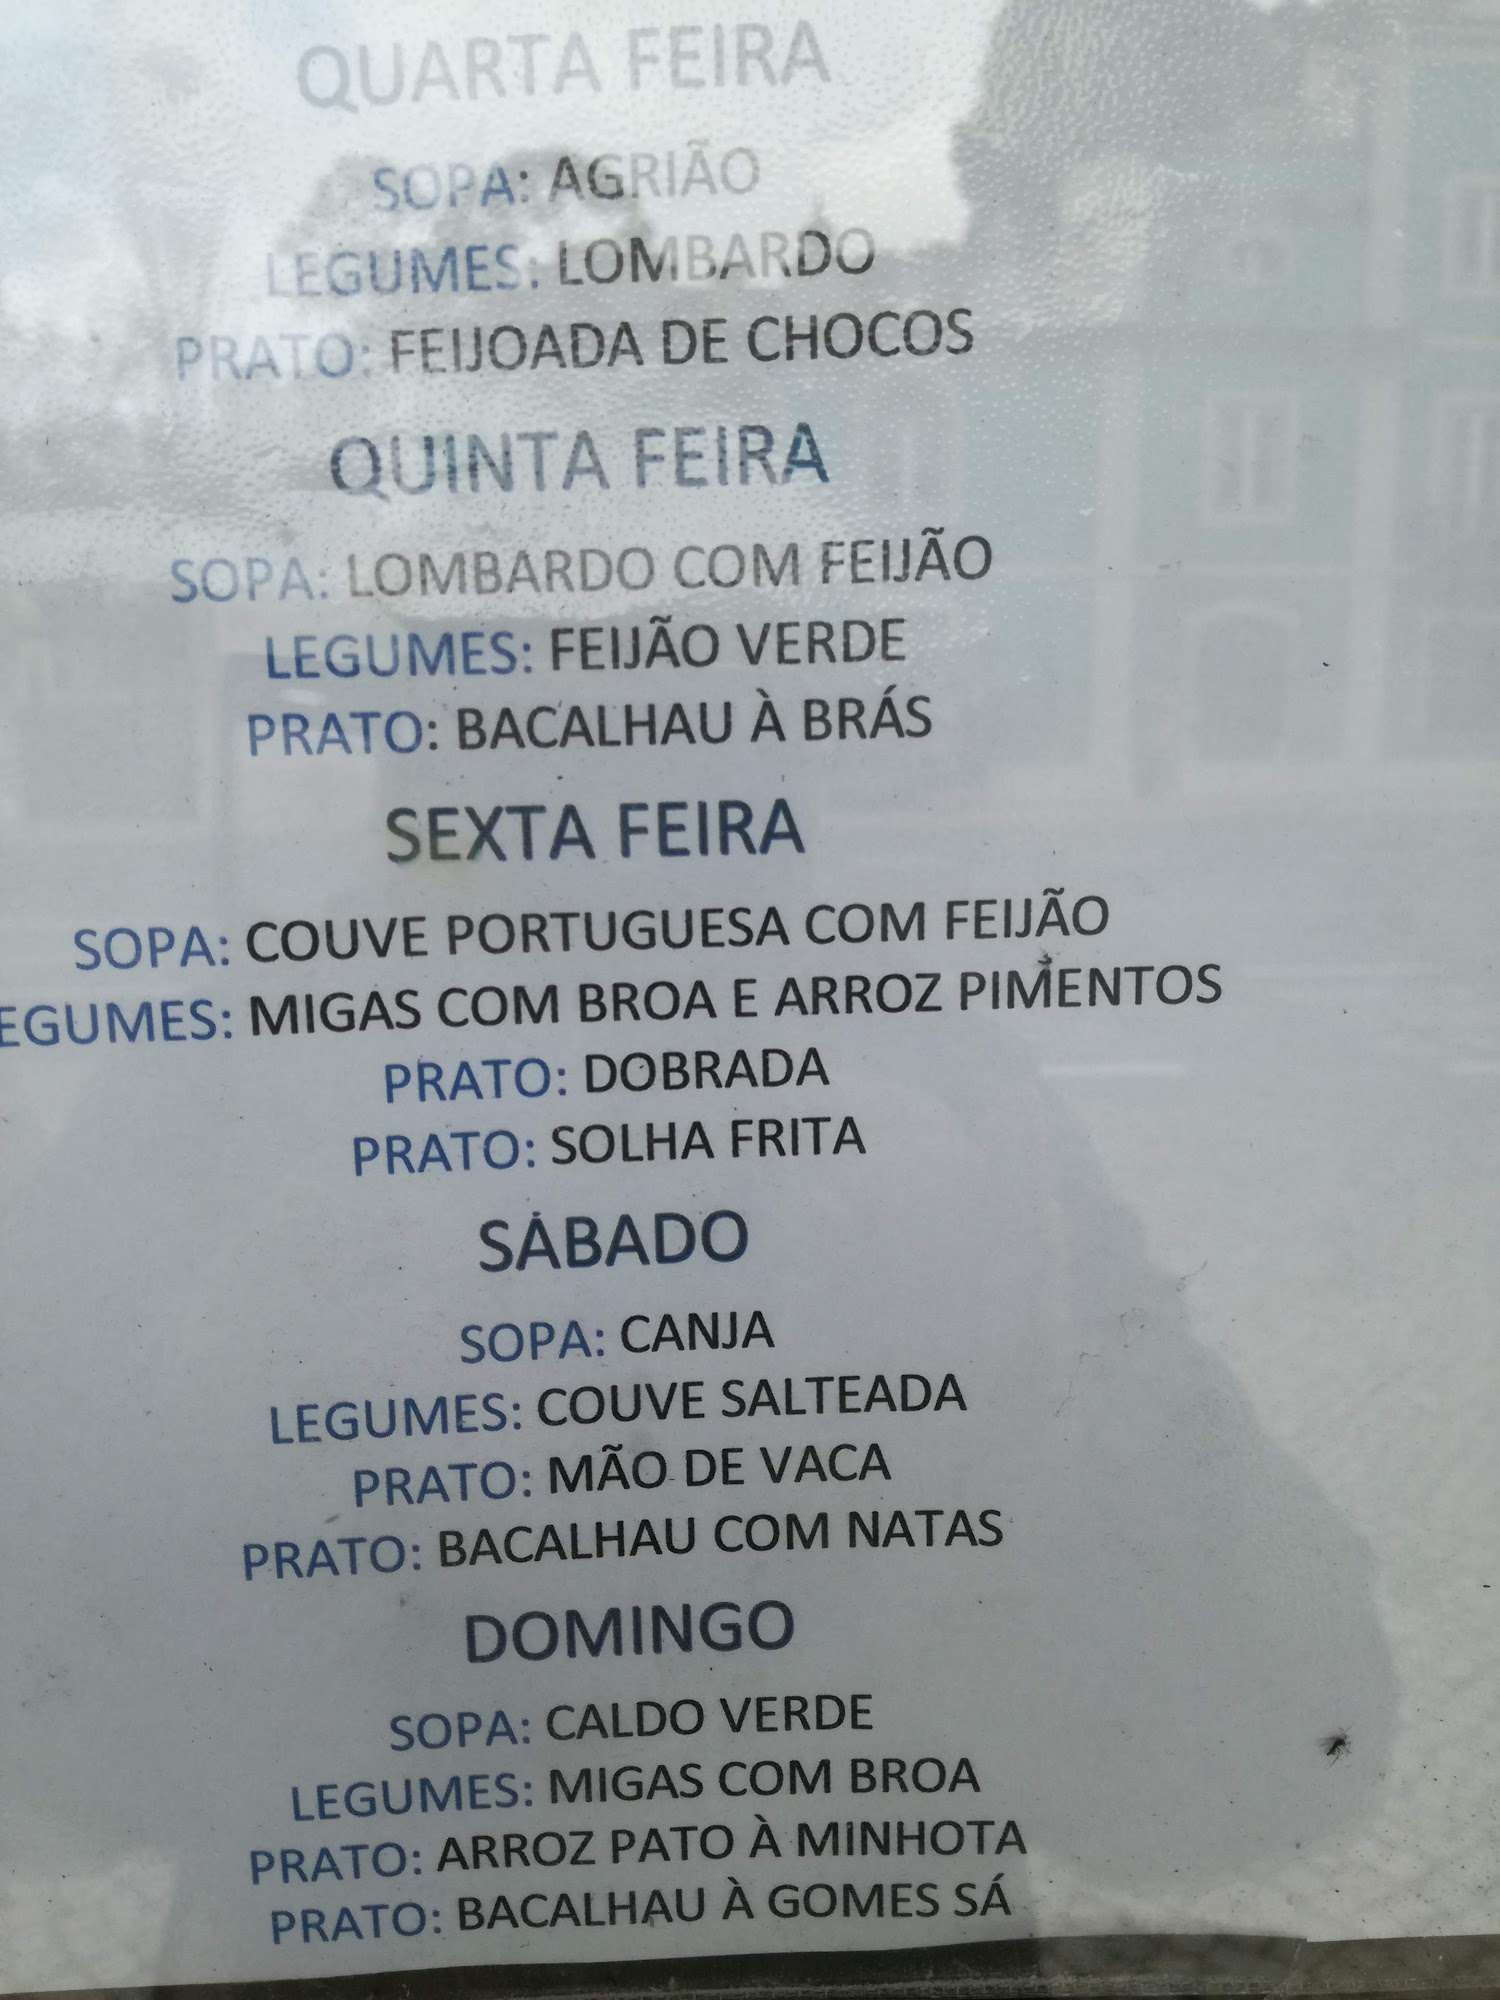 QUARTA FEIRA
SOPA: AGRIÃO
LEGUMES: LOMBARDO
PRATO: FEIJOADA DE CHOCOS
QUINTA FEIRA
SOPA: LOMBARDO COM FEIJÃO
LEGUMES: FEIJÃO VERDE
PRATO: BACALHAU À BRÁS
SEXTA FEIRA
SOPA: COUVE PORTUGUESA COM FEIJÃO
EGUMES: MIGAS COM BROA E ARROZ PIMENTOS
PRATO: DOBRADA
PRATO: SOLHA FRITA
SÁBADO
SOPA: CANJA
LEGUMES: COUVE SALTEADA
PRATO: MÃO DE VACA
PRATO: BACALHAU COM NATAS
DOMINGO
SOPA: CALDO VERDE
LEGUMES: MIGAS COM BROA
PRATO: ARROZ PATO À MINHOTA
PRATO: BACALHAU À GOMES SÁ